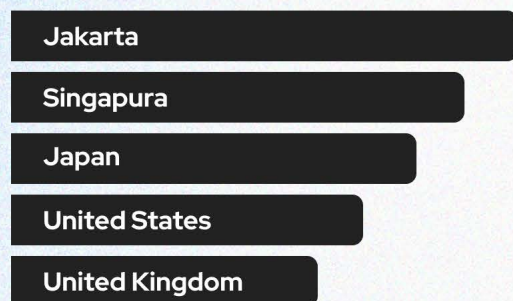 Jakarta
Singapura
Japan
United States
United Kingdom